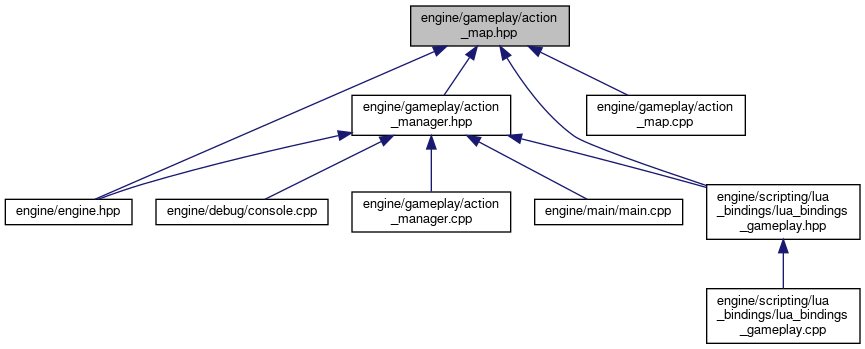 engine/gameplay/action
_map.hpp
engine/gameplay/action
_manager.hpp
engine/gameplay/action
_map.cpp
engine/engine.hpp
engine/debug/console.cpp
engine/gameplay/action
_manager.cpp
engine/main/main.cpp
engine/scripting/lua
_bindings/lua_bindings
_gameplay.hpp
engine/scripting/lua
_bindings/lua_bindings
_gameplay.cpp